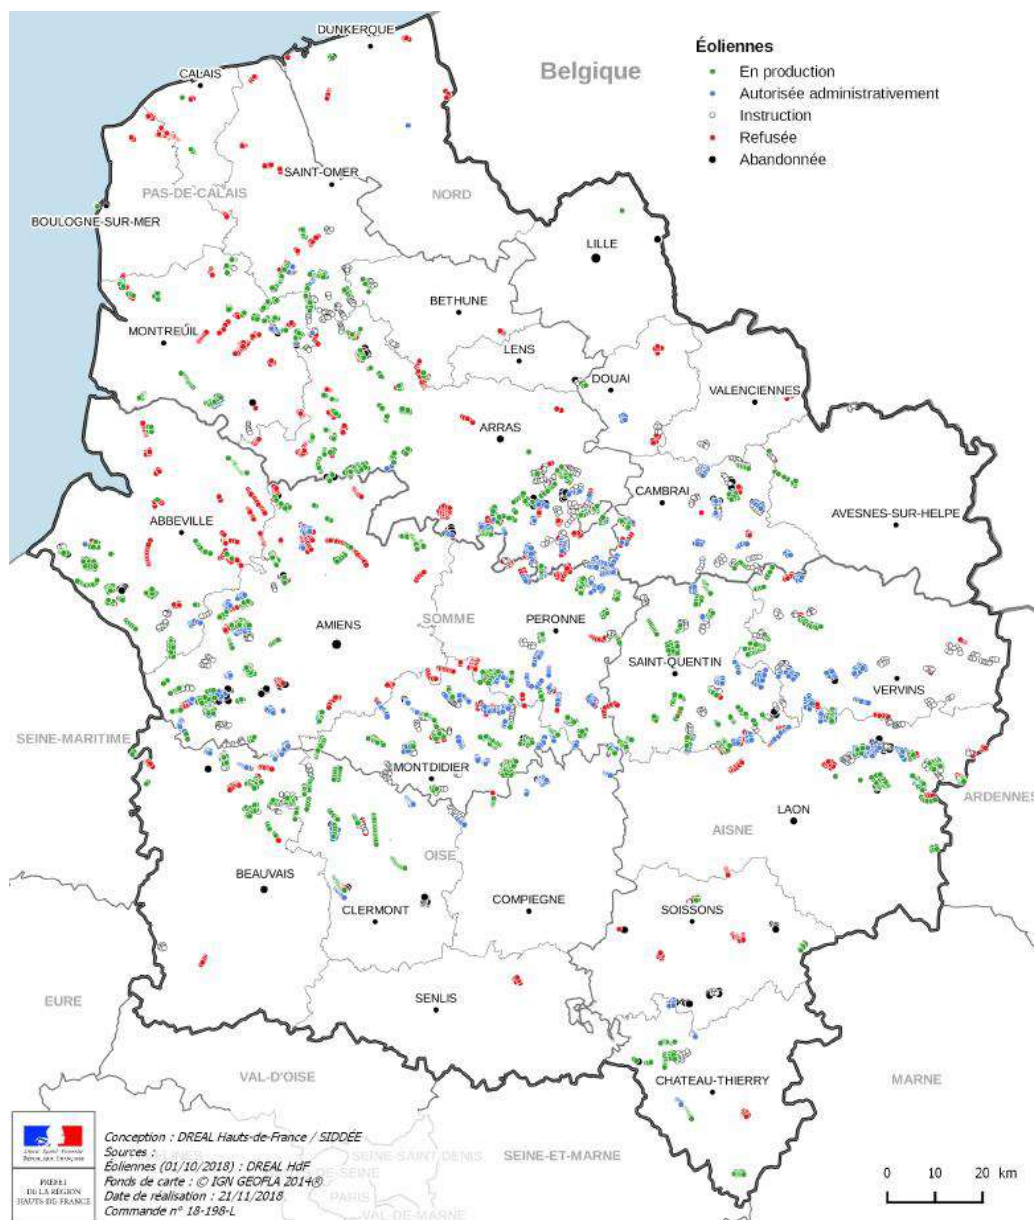 DUNKERQUE
CALAIS
Belgique
Éoliennes
En production
Autorisée administrativement
Instruction
Refusée
Abandonnée
SAINT-OMER
PAS-DE-CALAIS
NORD
BOULOGNE-SUR-MER
LILLE
BETHUNE
MONTREUIL
LENS
DOUAI
VALENCIENNES
ARRAS
CAMBRAI
AVESNES-SUR-HELPE
ABBEVILLE
AMIENS
SOMME
PERONNE
SAINT-QUENTIN
VERVINS
SEINE-MARITIME
MONTDIDIER
ARDENNES
LAON
AISNE
OISE
BEAUVAIS
CLERMONT
COMPIEGNE
SOISSONS
EURE
SENLIS
VAL-D'OISE
CHATEAU-THIERRY
MARNE
SEINE-SAINT-DENIS
SEINE-ET-MARNE
PARIS
VAL-DE-MARNE
Liberté • Égalité • Fraternité
RÉPUBLIQUE FRANÇAISE
PRÉFET
DE LA RÉGION
HAUTS-DE-FRANCE
Conception : DREAL Hauts-de-France / SIDDÉE
Sources :
Éoliennes (01/10/2018) : DREAL HdF
Fonds de carte : © IGN GEOFLA 2014®
Date de réalisation : 21/11/2018
Commande n° 18-198-L
0 10 20 km